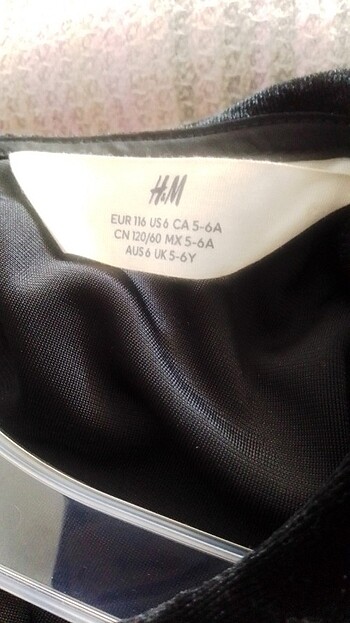 H&M
EUR 116 US 6 CA 5-6A
CN 120/60 MX 5-6A
AUS 6 UK 5-6Y